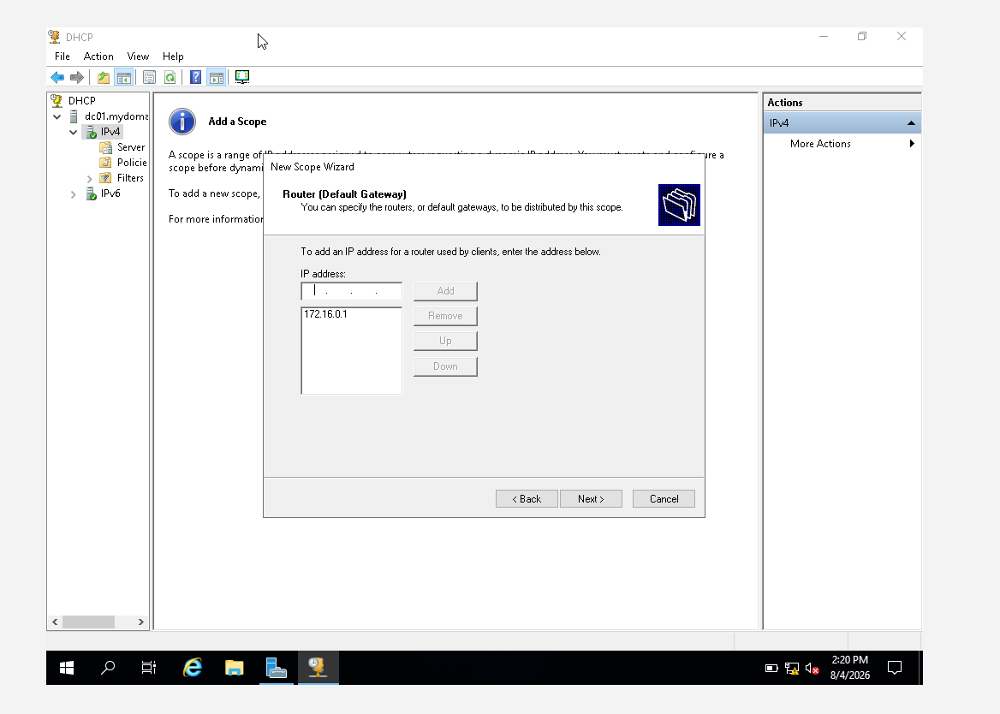 DHCP
File Action View Help
DHCP
dc01.mydoma
IPv4
Server
Policie
Filters
IPv6
Add a Scope
A scope is a range of
ure a
scope before dynami
To add a new scope,
For more information
New Scope Wizard
Router (Default Gateway)
You can specify the routers, or default gateways, to be distributed by this scope.
To add an IP address for a router used by clients, enter the address below.
IP address:
. . .
Add
172.16.0.1
Remove
Up
Down
< Back Next > Cancel
Actions
IPv4
More Actions
2:20 PM
8/4/2026